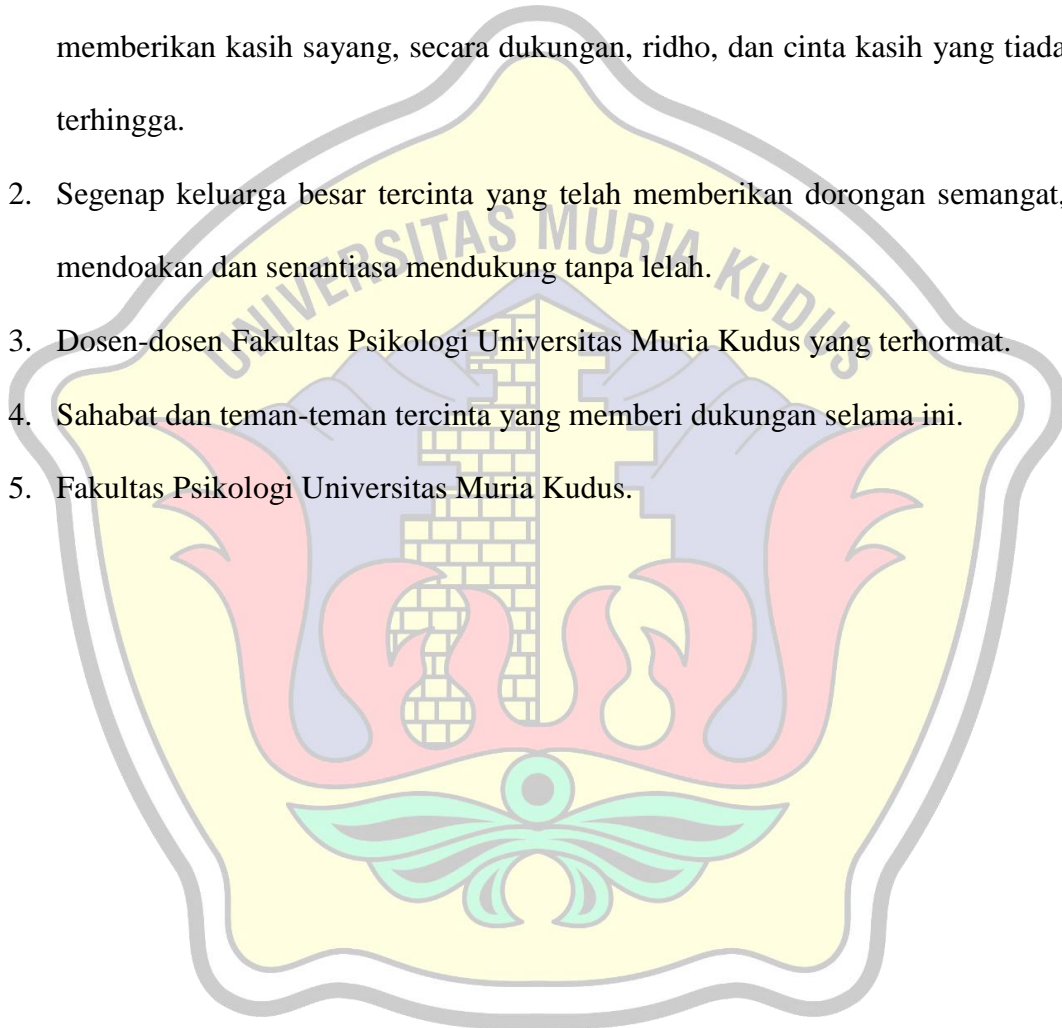 memberikan kasih sayang, secara dukungan, ridho, dan cinta kasih yang tiada
terhingga.
2. Segenap keluarga besar tercinta yang telah memberikan dorongan semangat,
mendoakan dan senantiasa mendukung tanpa lelah.
3. Dosen-dosen Fakultas Psikologi Universitas Muria Kudus yang terhormat.
4. Sahabat dan teman-teman tercinta yang memberi dukungan selama ini.
5. Fakultas Psikologi Universitas Muria Kudus.
UNIVERSITAS MURIA KUDUS